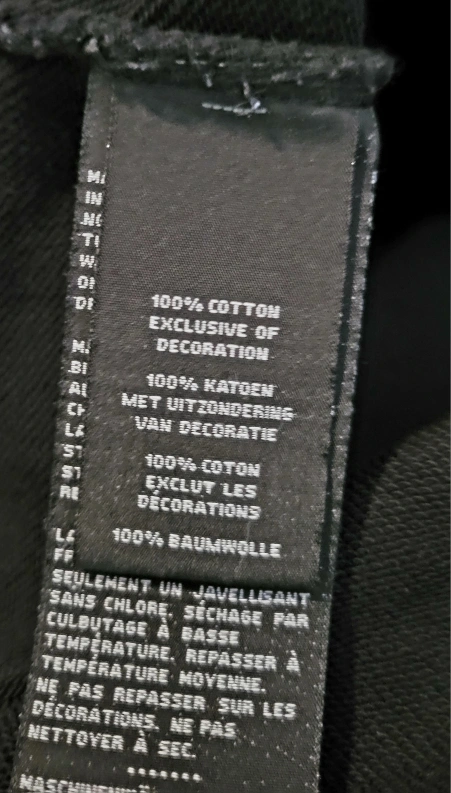 100% COTTON
EXCLUSIVE OF
DECORATION
100% KATOEN
MET UITZONDERING
VAN DECORATIE
100% COTON
EXCLUT LES
DÉCORATIONS
100% BAUMWOLLE
SEULEMENT UN JAVELLISANT
SANS CHLORE. SÉCHAGE PAR
CULBUTAGE À BASSE
TEMPÉRATURE. REPASSER À
TEMPÉRATURE MOYENNE.
NE PAS REPASSER SUR LES
DÉCORATIONS. NE PAS
NETTOYER À SEC.